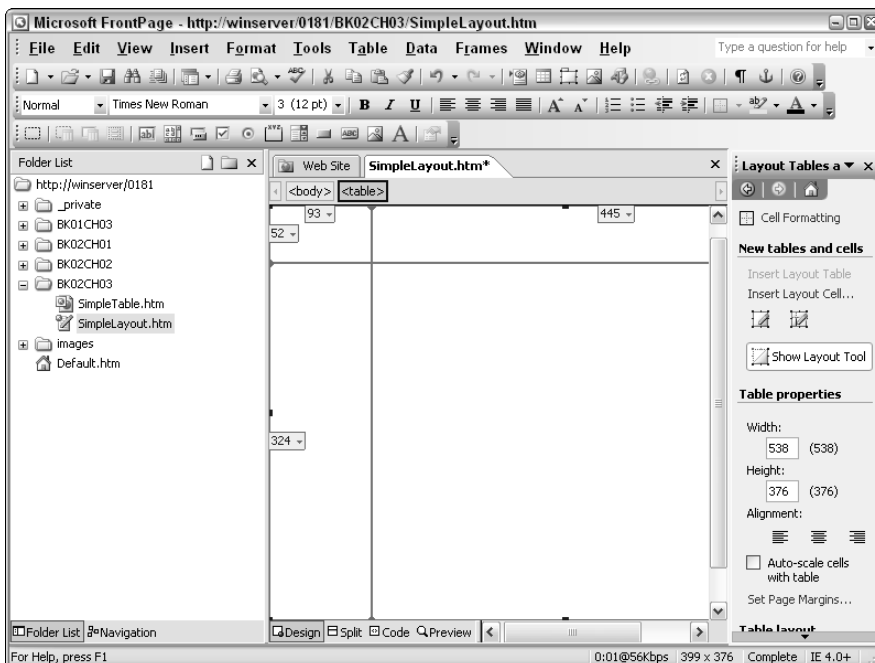 Microsoft FrontPage - http://winserver/0181/BK02CH03/SimpleLayout.htm
File Edit View Insert Format Tools Table Data Frames Window Help Type a question for help
Normal Times New Roman 3 (12 pt) B I U A A ab A
ab XYZ ABC A
Folder List
http://winserver/0181
_private
BK01CH03
BK02CH01
BK02CH02
BK02CH03
SimpleTable.htm
SimpleLayout.htm
images
Default.htm
Folder List Navigation
Web Site SimpleLayout.htm*
<body> <table>
93 445
52
324
Design Split Code Preview
Layout Tables a
Cell Formatting
New tables and cells
Insert Layout Table
Insert Layout Cell...
Show Layout Tool
Table properties
Width:
538 (538)
Height:
376 (376)
Alignment:
Auto-scale cells
with table
Set Page Margins...
Table layout
For Help, press F1 0:01@56Kbps 399 x 376 Complete IE 4.0+